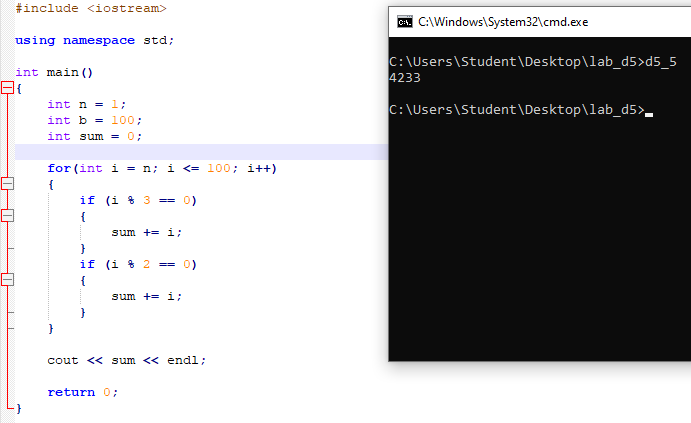 #include <iostream>
using namespace std;
int main()
{
int n = 1;
int b = 100;
int sum = 0;
for(int i = n; i <= 100; i++)
{
if (i % 3 == 0)
{
sum += i;
}
if (i % 2 == 0)
{
sum += i;
}
}
cout << sum << endl;
return 0;
}
C:\Windows\System32\cmd.exe
C:\Users\Student\Desktop\lab_d5>d5_5
4233
C:\Users\Student\Desktop\lab_d5>